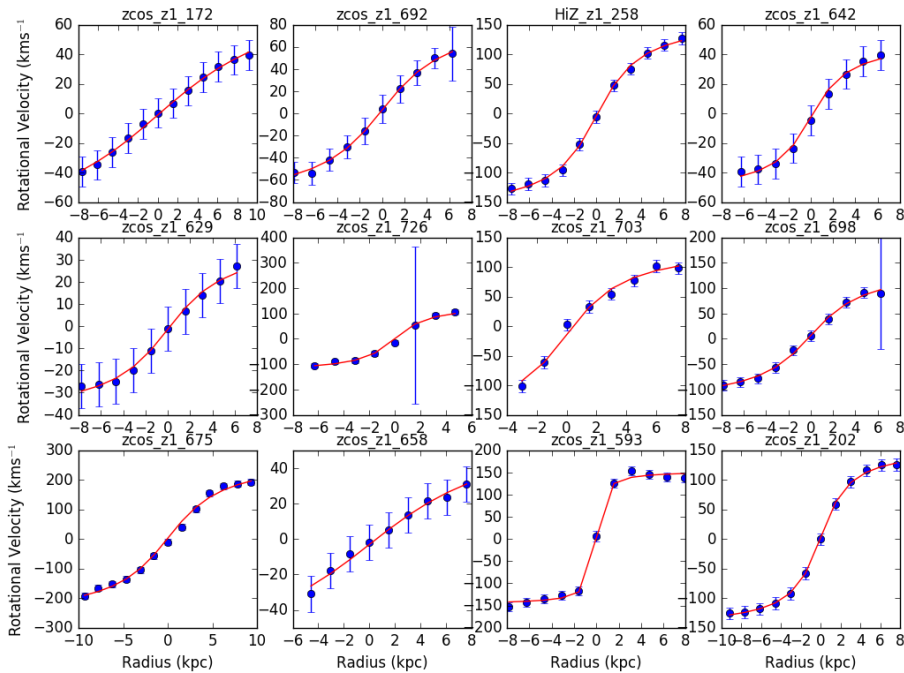 zcos_z1_172 zcos_z1_692 HiZ_z1_258 zcos_z1_642
Rotational Velocity (kms⁻¹)
60 40 20 0 −20 −40 −60
−8 −6 −4 −2 0 2 4 6 8 10
80 60 40 20 0 −20 −40 −60 −80
−8 −6 −4 −2 0 2 4 6 8
150 100 50 0 −50 −100 −150
−8 −6 −4 −2 0 2 4 6 8
60 40 20 0 −20 −40 −60
−8 −6 −4 −2 0 2 4 6 8
zcos_z1_629 zcos_z1_726 zcos_z1_703 zcos_z1_698
Rotational Velocity (kms⁻¹)
40 30 20 10 0 −10 −20 −30 −40
−8 −6 −4 −2 0 2 4 6 8
400 300 200 100 0 −100 −200 −300
−8 −6 −4 −2 0 2 4 6
150 100 50 0 −50 −100 −150
−4 −2 0 2 4 6 8
200 150 100 50 0 −50 −100 −150
−8 −6 −4 −2 0 2 4 6 8
zcos_z1_675 zcos_z1_658 zcos_z1_593 zcos_z1_202
Rotational Velocity (kms⁻¹)
300 200 100 0 −100 −200 −300
−10 −5 0 5 10
40 20 0 −20 −40
−6 −4 −2 0 2 4 6 8
200 150 100 50 0 −50 −100 −150 −200
−8 −6 −4 −2 0 2 4 6 8
150 100 50 0 −50 −100 −150
−10 −8 −6 −4 −2 0 2 4 6 8
Radius (kpc) Radius (kpc) Radius (kpc) Radius (kpc)